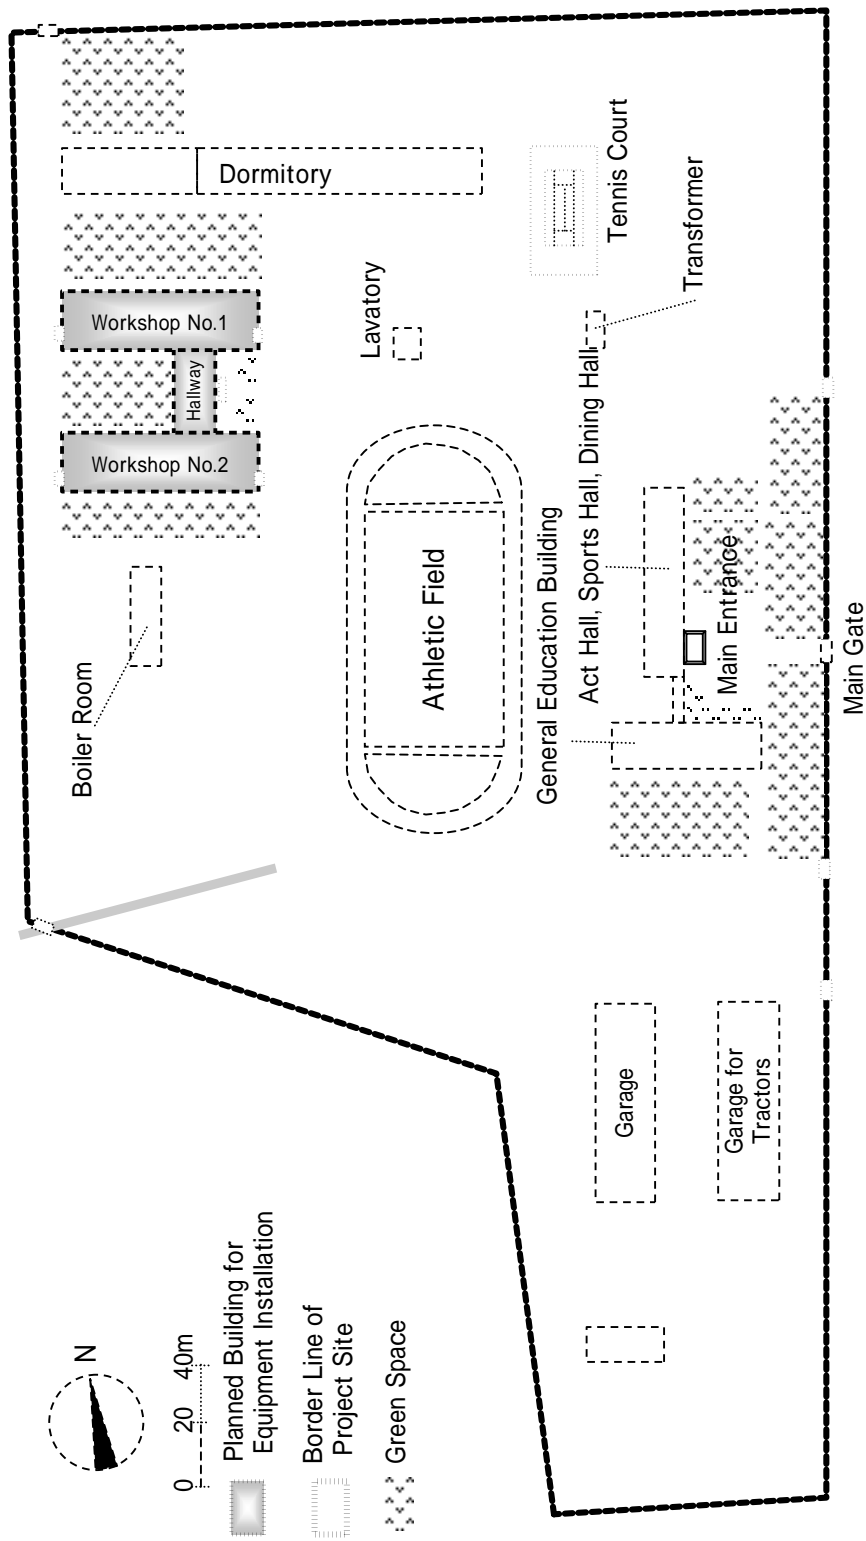 Dormitory
Tennis Court
Transformer
Workshop No.1
Lavatory
Hallway
Workshop No.2
Act Hall, Sports Hall, Dining Hall
General Education Building
Athletic Field
Main Entrance
Main Gate
Boiler Room
Garage
Garage for
Tractors
N
0 20 40m
Planned Building for
Equipment Installation
Border Line of
Project Site
Green Space